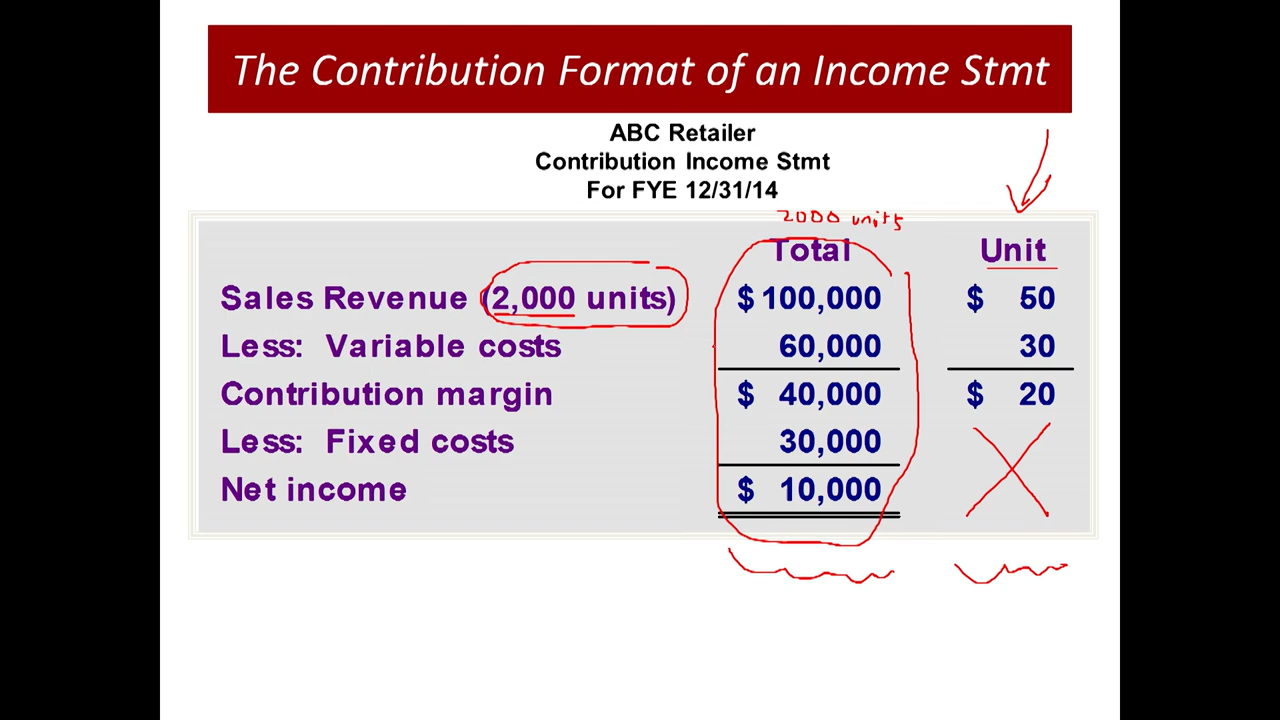 The Contribution Format of an Income Stmt
ABC Retailer
Contribution Income Stmt
For FYE 12/31/14
2000 units
Total Unit
Sales Revenue (2,000 units) $100,000 $ 50
Less: Variable costs 60,000 30
Contribution margin $ 40,000 $ 20
Less: Fixed costs 30,000
Net income $ 10,000